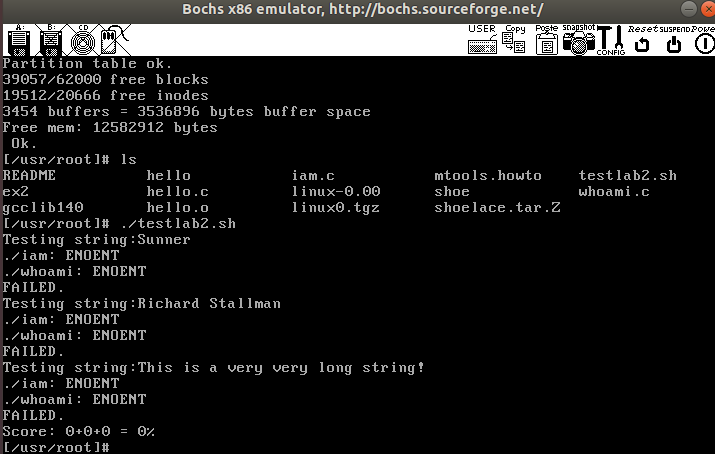 Bochs x86 emulator, http://bochs.sourceforge.net/
A: B: CD USER Copy Paste snapshot CONFIG Reset SUSPEND Power
Partition table ok.
39057/62000 free blocks
19512/20666 free inodes
3454 buffers = 3536896 bytes buffer space
Free mem: 12582912 bytes
 Ok.
[/usr/root]# ls
README hello iam.c mtools.howto testlab2.sh
ex2 hello.c linux-0.00 shoe whoami.c
gcclib140 hello.o linux0.tgz shoelace.tar.Z
[/usr/root]# ./testlab2.sh
Testing string:Sunner
./iam: ENOENT
./whoami: ENOENT
FAILED.
Testing string:Richard Stallman
./iam: ENOENT
./whoami: ENOENT
FAILED.
Testing string:This is a very very long string!
./iam: ENOENT
./whoami: ENOENT
FAILED.
Score: 0+0+0 = 0%
[/usr/root]#